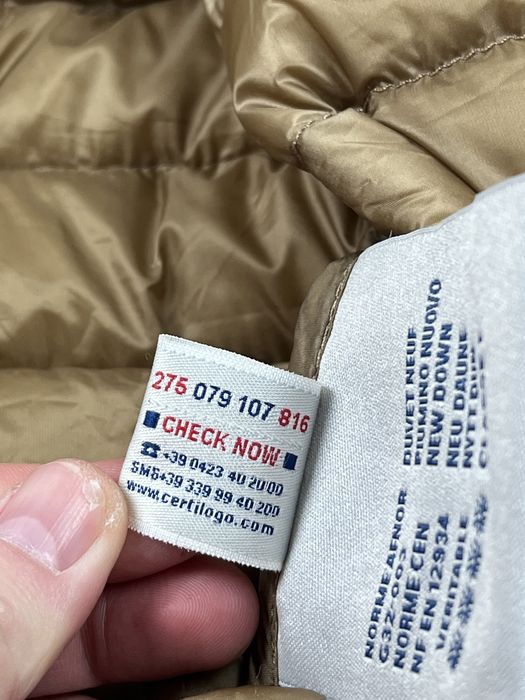 275 079 107 816
CHECK NOW
+39 0423 40 20 00
SMS+39 339 99 40 200
www.certilogo.com
DUVET NEUF
PIUMINO NUOVO
NEW DOWN
NEU DAUNE
NORME AFNOR
G32-003
NORME CEN
NF EN 12934
VERITABLE